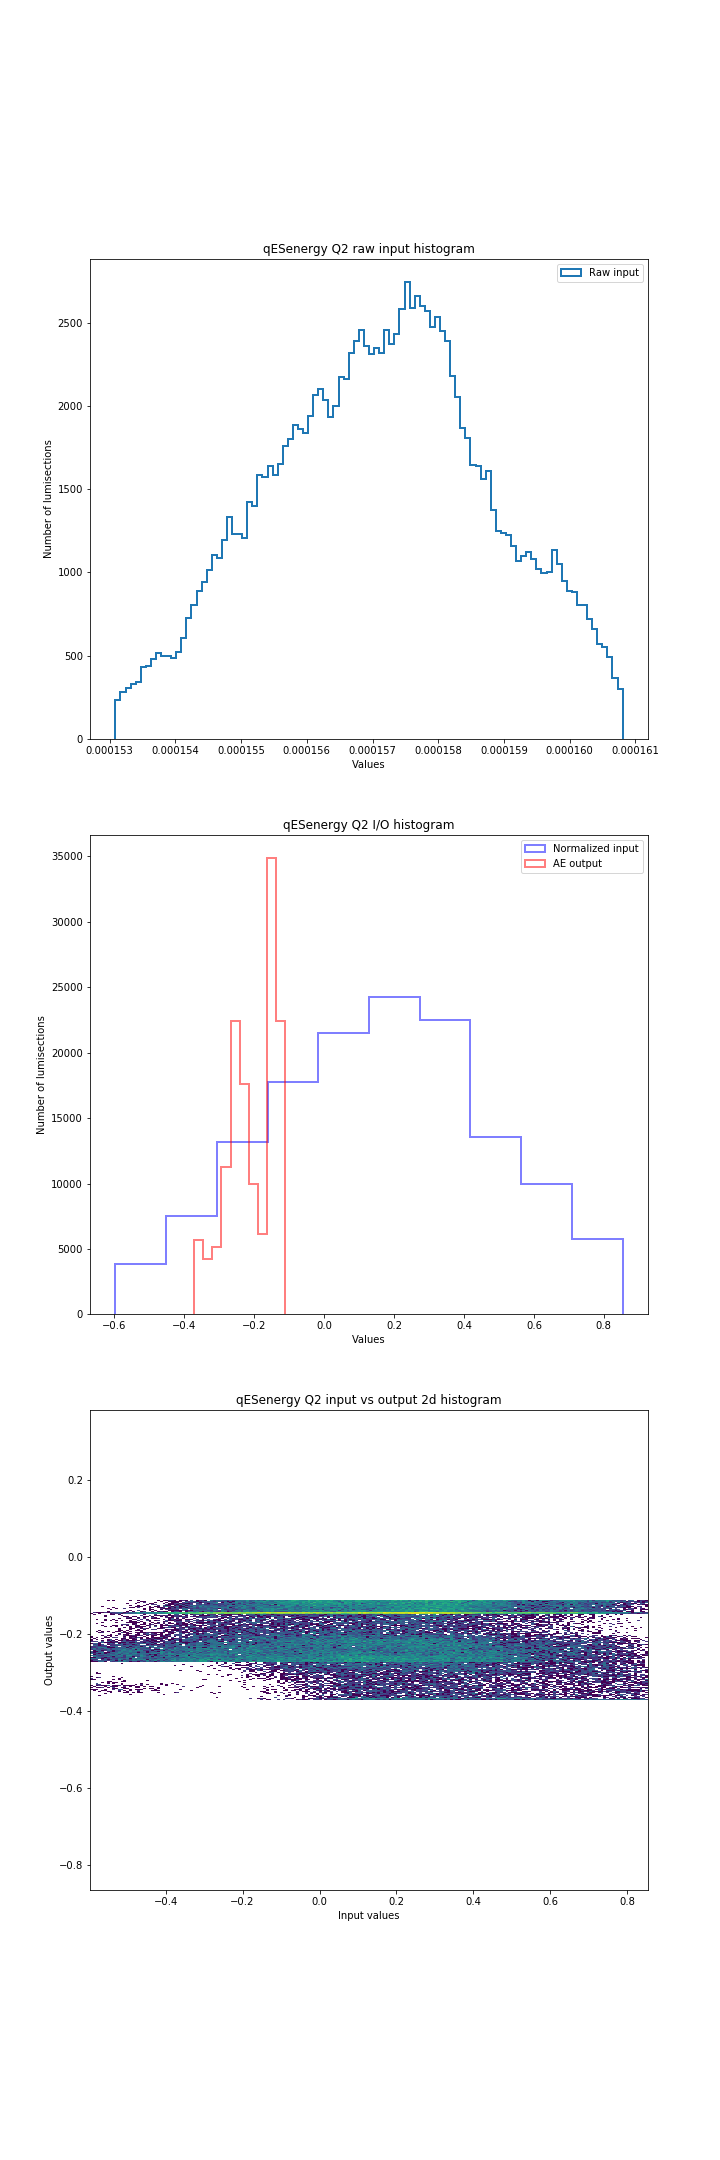 qESenergy Q2 raw input histogram
Raw input
2500
2000
1500
1000
500
0
Number of lumisections
0.000153 0.000154 0.000155 0.000156 0.000157 0.000158 0.000159 0.000160 0.000161
Values
qESenergy Q2 I/O histogram
Normalized input
AE output
35000
30000
25000
20000
15000
10000
5000
0
Number of lumisections
−0.6 −0.4 −0.2 0.0 0.2 0.4 0.6 0.8
Values
qESenergy Q2 input vs output 2d histogram
0.2
0.0
−0.2
−0.4
−0.6
−0.8
Output values
−0.4 −0.2 0.0 0.2 0.4 0.6 0.8
Input values